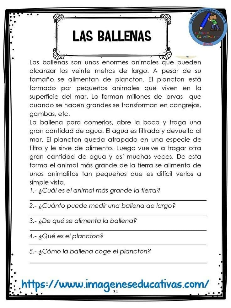 LAS BALLENAS
Las ballenas son unos enormes animales que pueden
alcanzar los veinte metros de largo. A pesar de su
tamaño se alimentan de plancton. El plancton está
formado por pequeños animales que viven en la
superficie del mar. Lo forman millones de larvas que
cuando se hacen grandes se transforman en cangrejos,
gambas, etc.
La ballena para comerlos, abre la boca y traga una
gran cantidad de agua. El agua es filtrada y devuelta al
mar. El plancton queda atrapado en una especie de
filtro y le sirve de alimento. Luego vuelve a tragar otra
gran cantidad de agua y así muchas veces. De esta
forma el animal más grande de la tierra se alimenta de
unos animalillos tan pequeños que es difícil verlos a
simple vista.
1.- ¿Cuál es el animal más grande la tierra?
2.- ¿Cuánto puede medir una ballena de largo?
3.- ¿De qué se alimenta la ballena?
4.- ¿Qué es el plancton?
5.- ¿Cómo la ballena coge el plancton?
https://www.imageneseducativas.com/